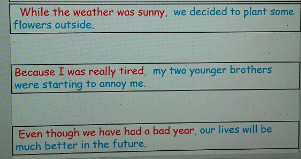 While the weather was sunny, we decided to plant some
flowers outside.
Because I was really tired, my two younger brothers
were starting to annoy me.
Even though we have had a bad year, our lives will be
much better in the future.